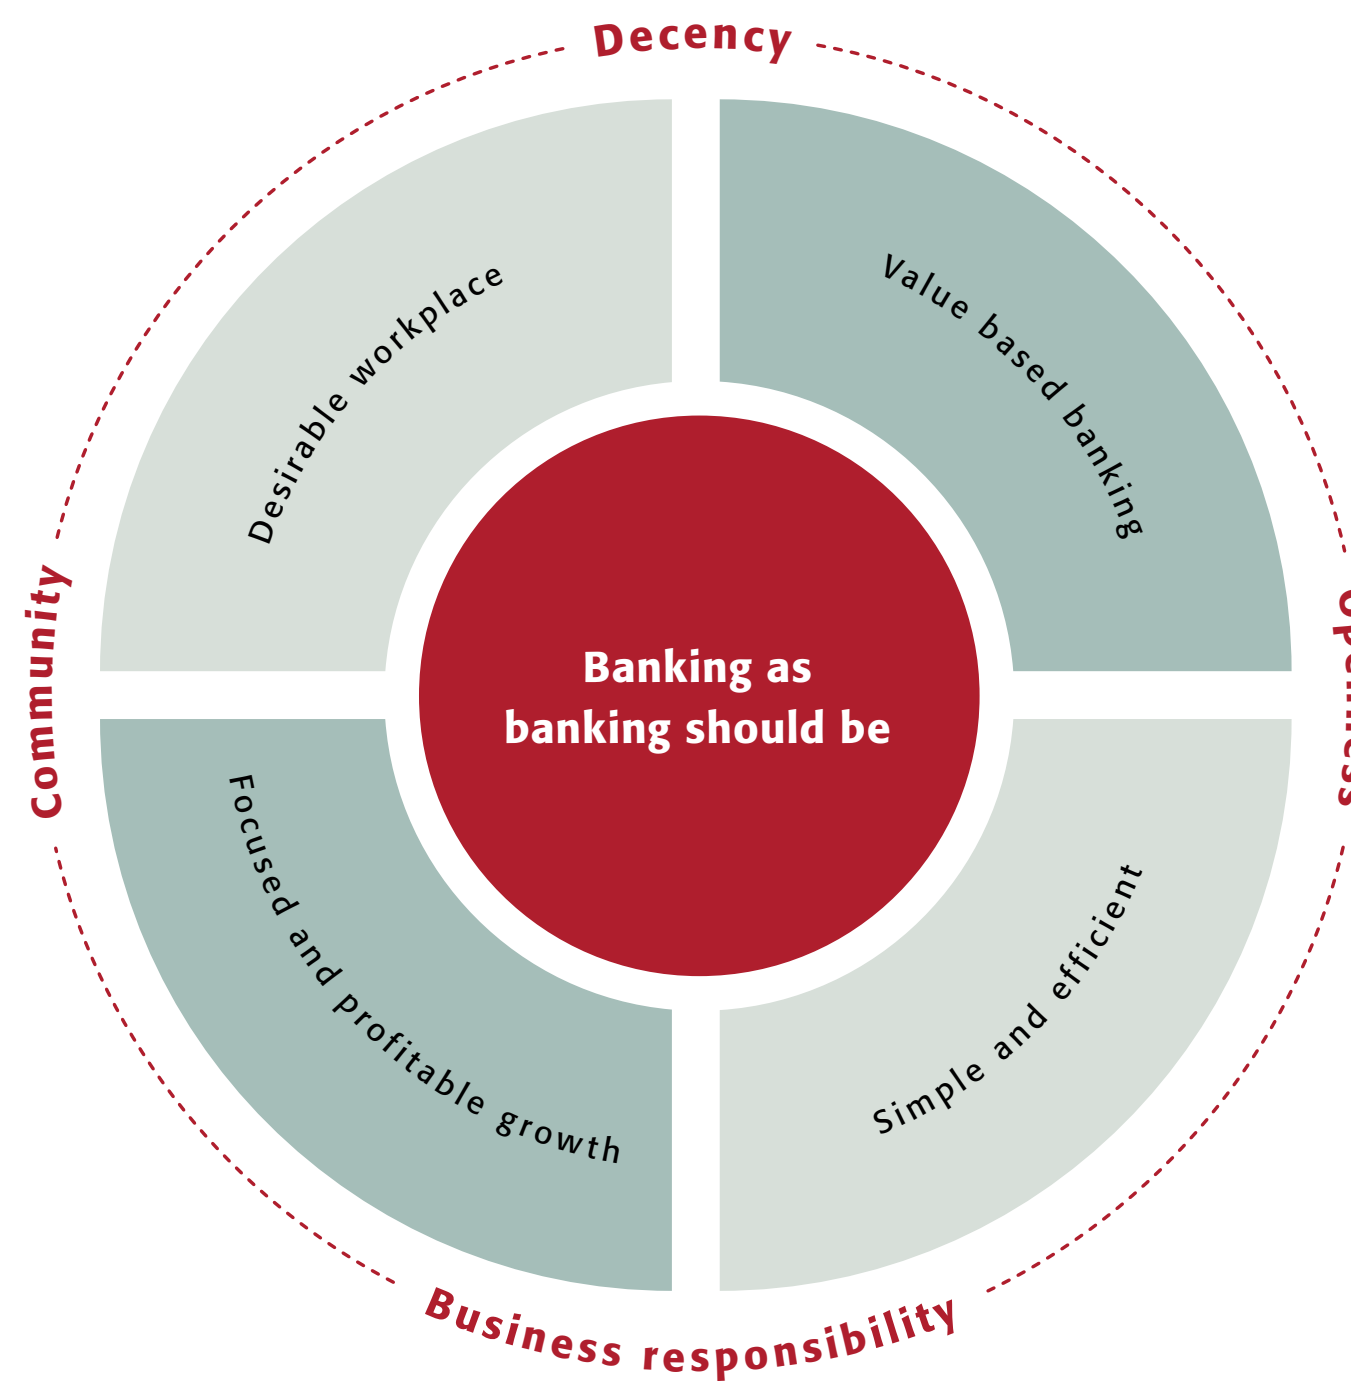 Decency
Value based banking
Desirable workplace
Community
Banking as
banking should be
Openness
Focused and profitable growth
Simple and efficient
Business responsibility